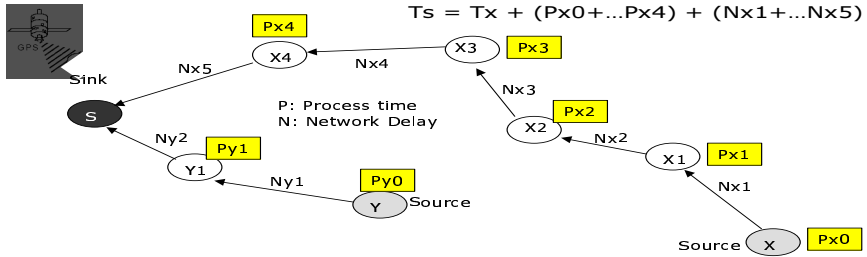 Ts = Tx + (Px0+...Px4) + (Nx1+...Nx5)
GPS
Px4
X4
X3
Px3
Nx5
Nx4
Sink
S
P: Process time
N: Network Delay
Nx3
Px2
X2
Nx2
Ny2
Py1
Y1
X1
Px1
Ny1
Py0
Y
Source
Nx1
Source
X
Px0